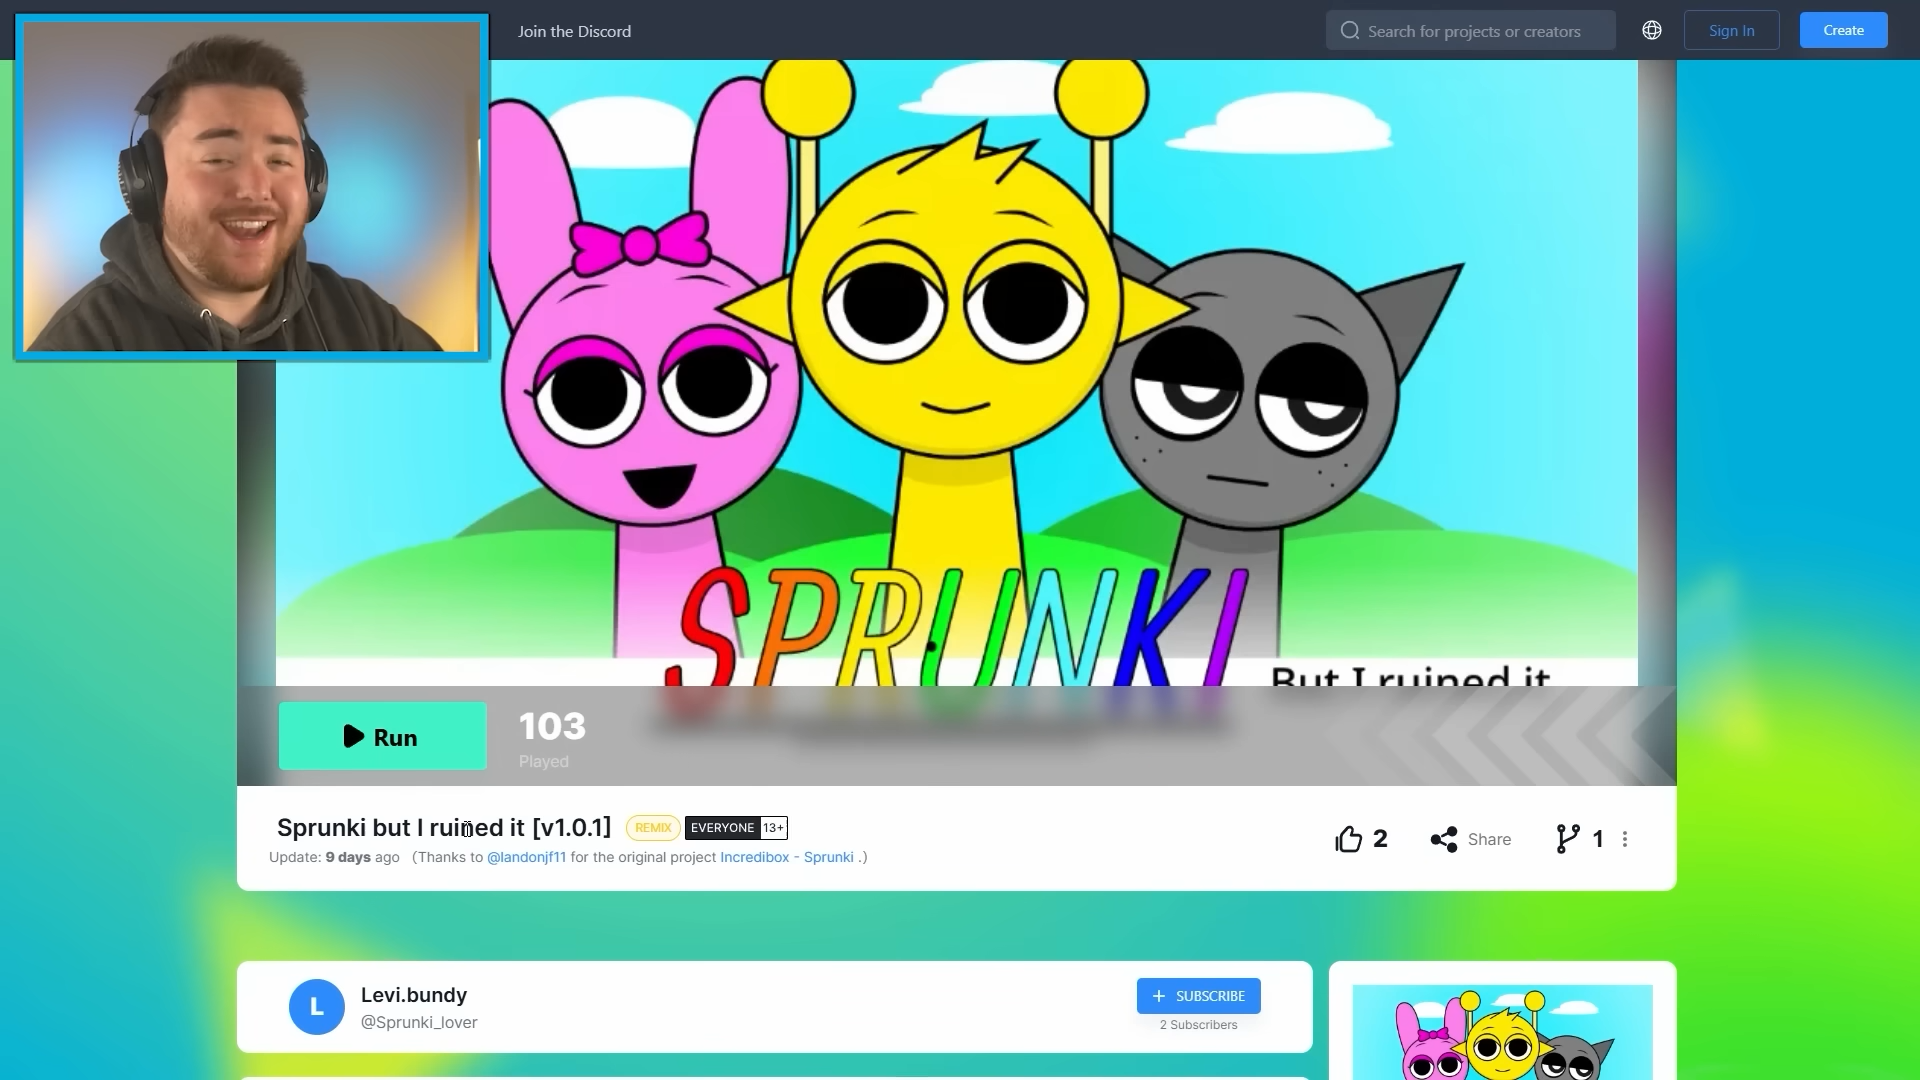 Join the Discord
Search for projects or creators
Sign In
Create
SPRUNKI
But I ruined it
Run
103
Played
Sprunki but I ruined it [v1.0.1]
REMIX
EVERYONE 13+
2
Share
1
Update: 9 days ago (Thanks to @landonjf11 for the original project Incredibox - Sprunki .)
L
Levi.bundy
@Sprunki_lover
+ SUBSCRIBE
2 Subscribers